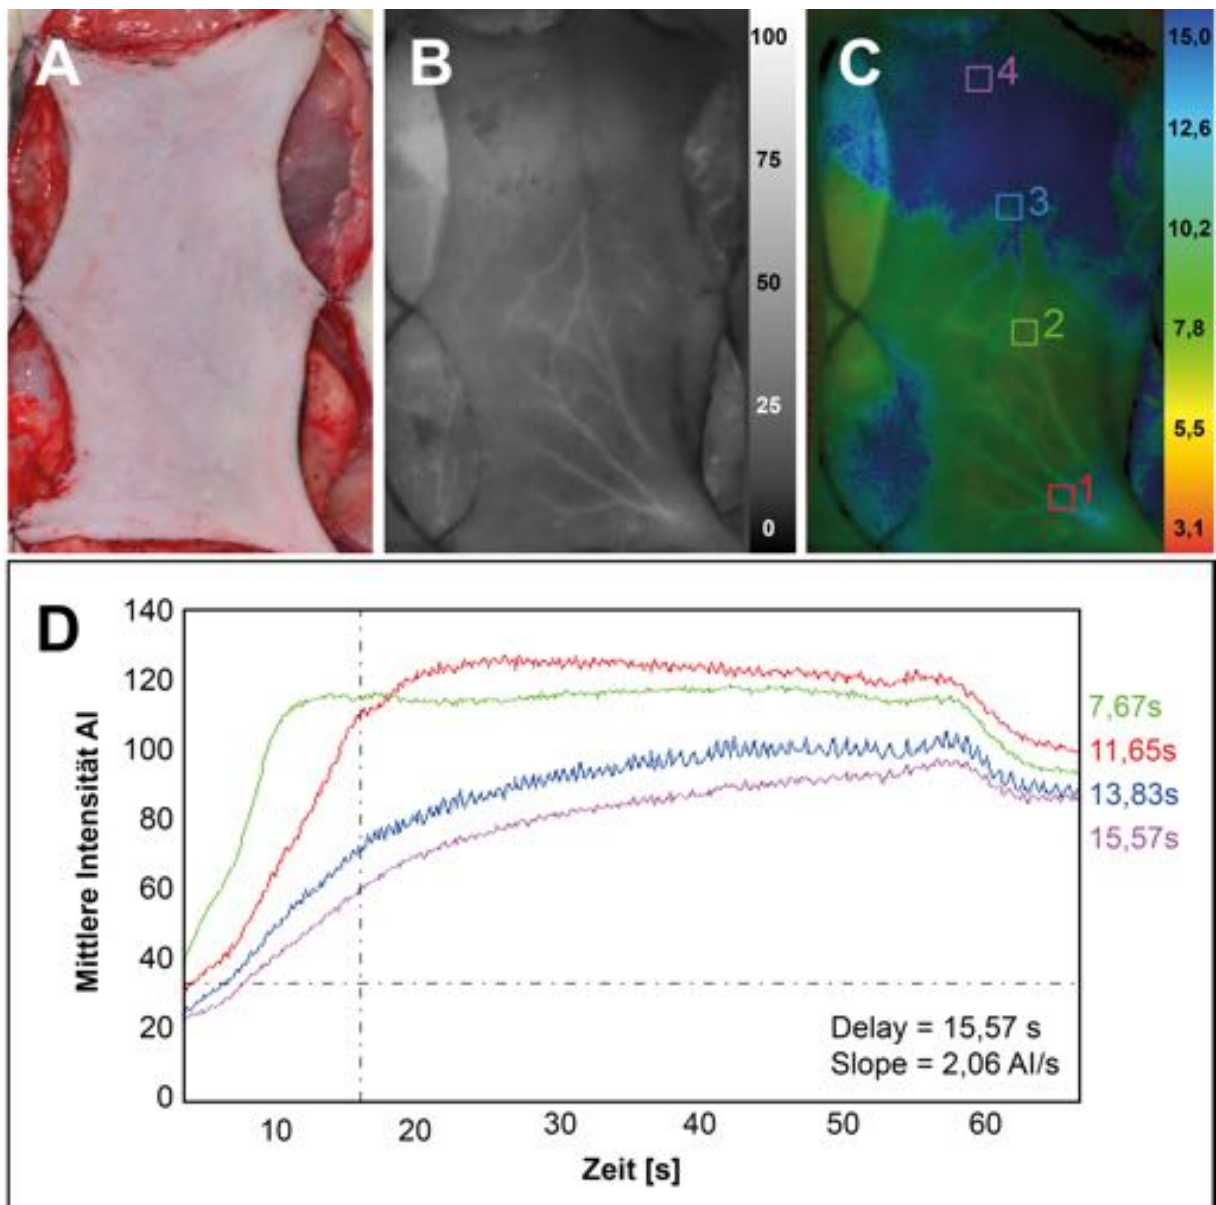 A
B
100
75
50
25
0
C
4
3
2
1
15,0
12,6
10,2
7,8
5,5
3,1
D
140
120
100
80
60
40
20
0
Mittlere Intensität AI
7,67s
11,65s
13,83s
15,57s
Delay = 15,57 s
Slope = 2,06 AI/s
10 20 30 40 50 60
Zeit [s]